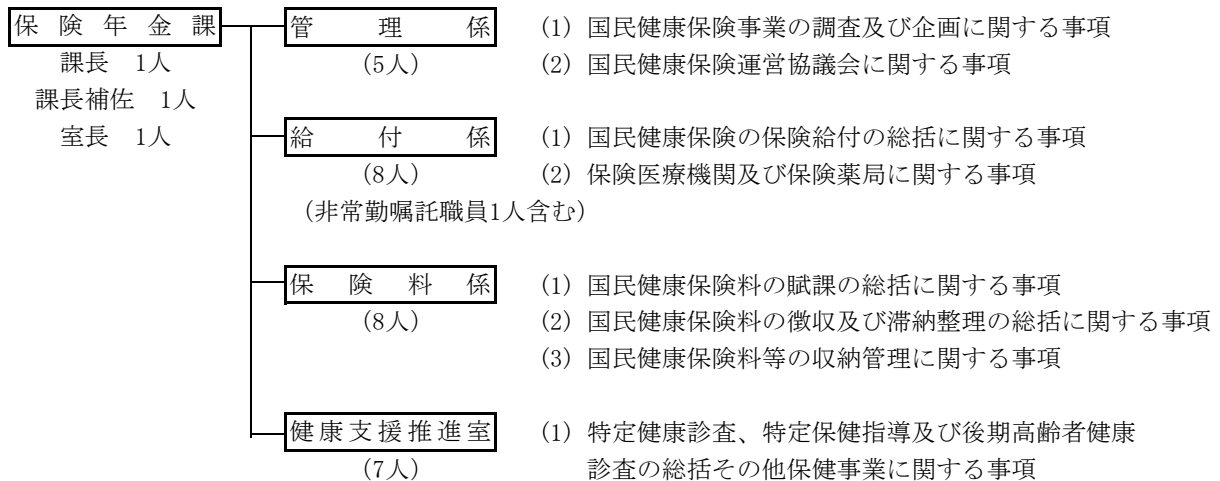 保険年金課
課長 1人
課長補佐 1人
室長 1人
管理係
(5人)
(1) 国民健康保険事業の調査及び企画に関する事項
(2) 国民健康保険運営協議会に関する事項
給付係
(8人)
(非常勤嘱託職員1人含む)
(1) 国民健康保険の保険給付の総括に関する事項
(2) 保険医療機関及び保険薬局に関する事項
保険料係
(8人)
(1) 国民健康保険料の賦課の総括に関する事項
(2) 国民健康保険料の徴収及び滞納整理の総括に関する事項
(3) 国民健康保険料等の収納管理に関する事項
健康支援推進室
(7人)
(1) 特定健康診査、特定保健指導及び後期高齢者健康
診査の総括その他保健事業に関する事項